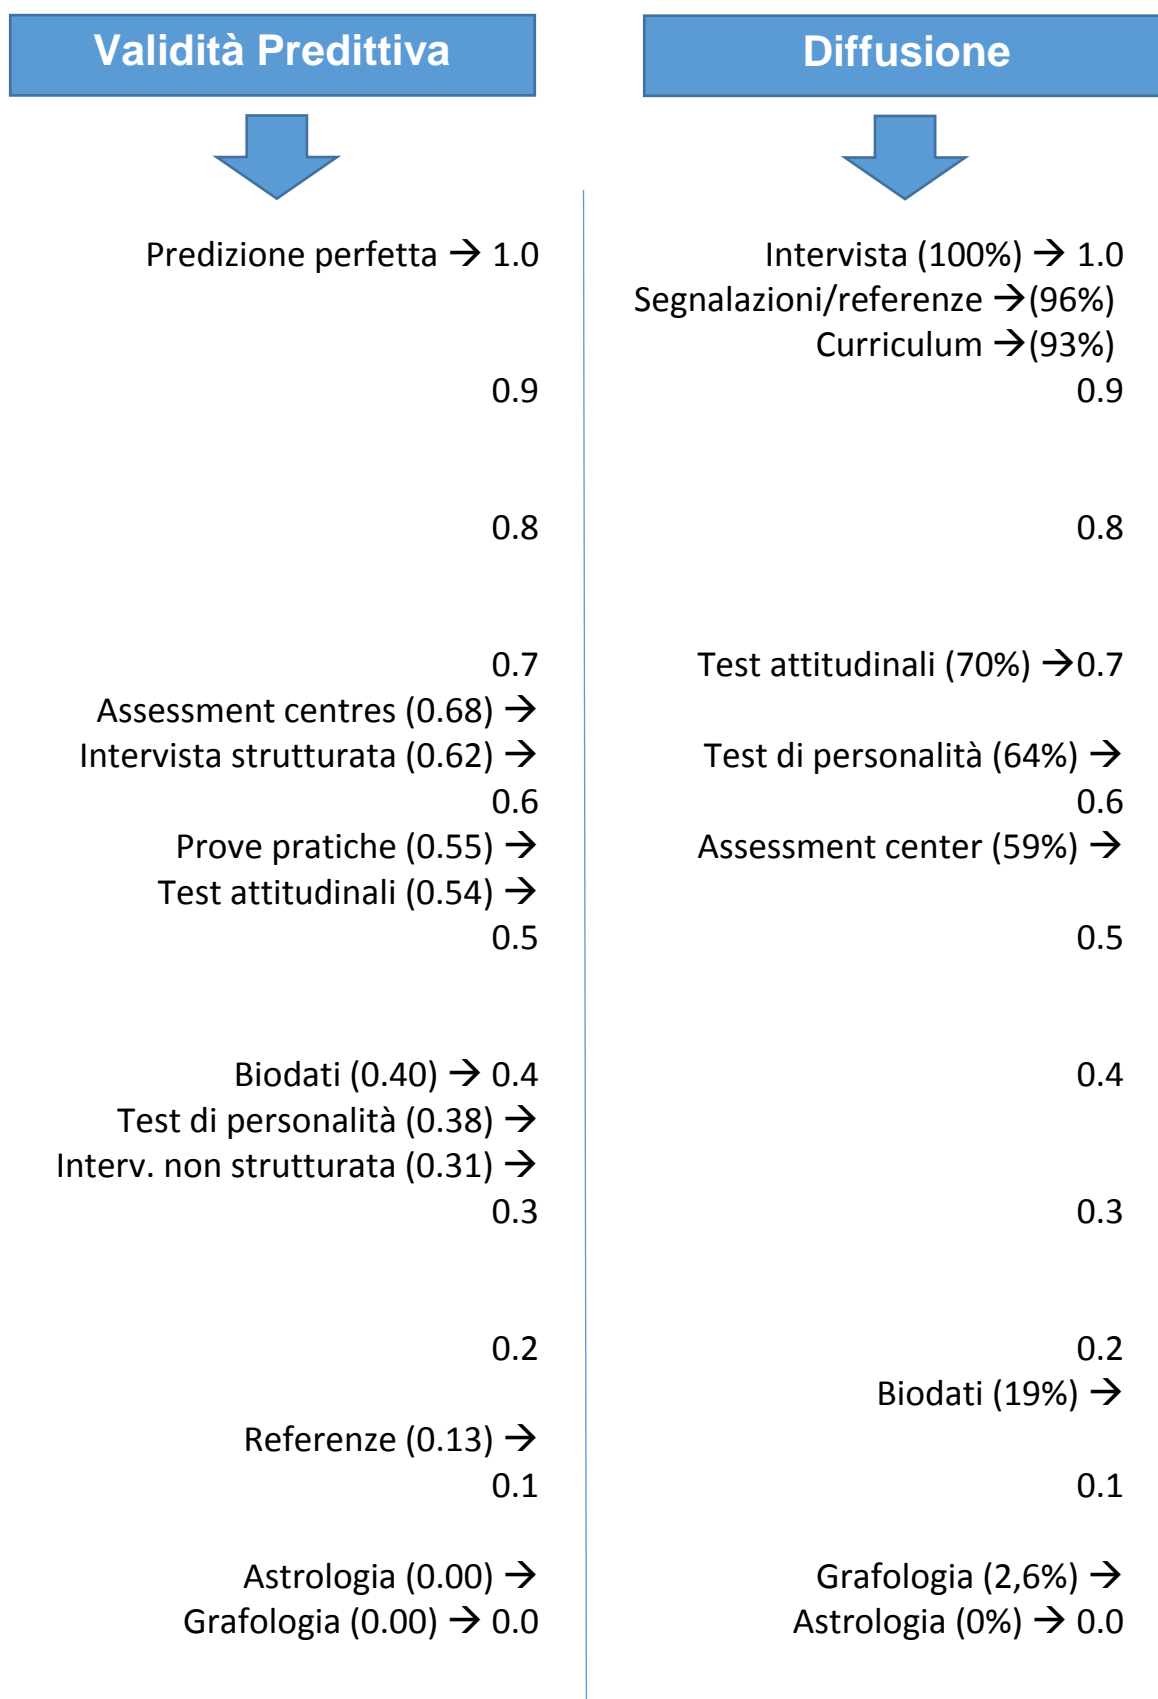 Validità Predittiva
Predizione perfetta → 1.0
0.9
0.8
0.7
Assessment centres (0.68) →
Intervista strutturata (0.62) →
0.6
Prove pratiche (0.55) →
Test attitudinali (0.54) →
0.5
Biodati (0.40) → 0.4
Test di personalità (0.38) →
Interv. non strutturata (0.31) →
0.3
0.2
Referenze (0.13) →
0.1
Astrologia (0.00) →
Grafologia (0.00) → 0.0
Diffusione
Intervista (100%) → 1.0
Segnalazioni/referenze →(96%)
Curriculum →(93%)
0.9
0.8
Test attitudinali (70%) →0.7
Test di personalità (64%) →
0.6
Assessment center (59%) →
0.5
0.4
0.3
0.2
Biodati (19%) →
0.1
Grafologia (2,6%) →
Astrologia (0%) → 0.0